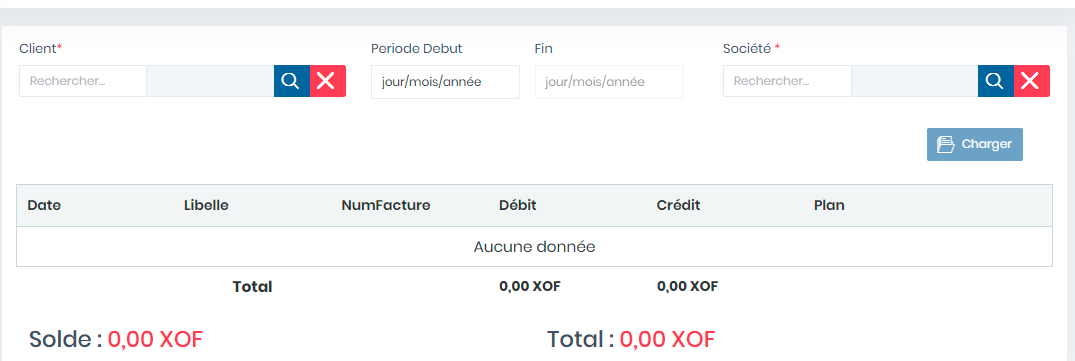 Client* Periode Debut Fin Société *
Rechercher... jour/mois/année jour/mois/année Rechercher...
Charger
Date Libelle NumFacture Débit Crédit Plan
Aucune donnée
Total 0,00 XOF 0,00 XOF
Solde : 0,00 XOF Total : 0,00 XOF